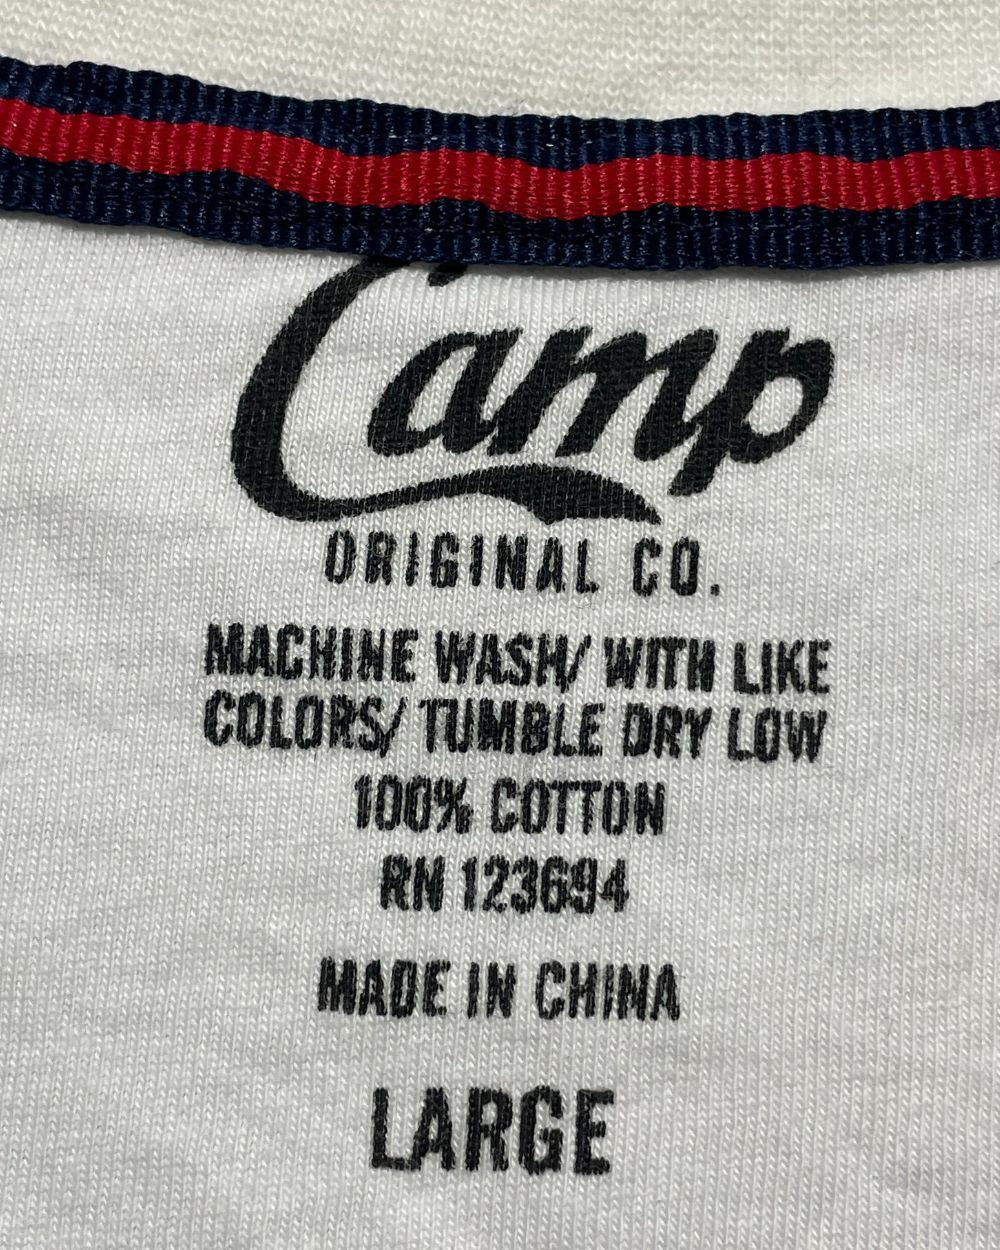 Camp
ORIGINAL CO.
MACHINE WASH/ WITH LIKE
COLORS/ TUMBLE DRY LOW
100% COTTON
RN 123694
MADE IN CHINA
LARGE